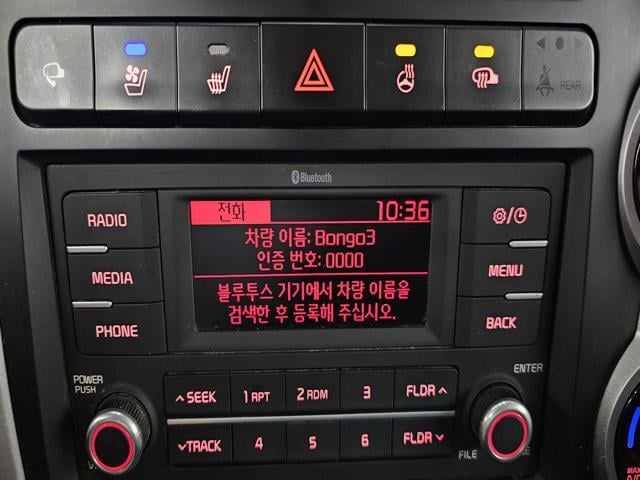 REAR
Bluetooth
전화 10:36
차량 이름: Bongo3
인증 번호: 0000
블루투스 기기에서 차량 이름을
검색한 후 등록해 주십시오.
RADIO
MEDIA
PHONE
MENU
BACK
POWER
PUSH
ENTER
∧SEEK 1 RPT 2 RDM 3 FLDR∧
∨TRACK 4 5 6 FLDR∨
FILE
MAX